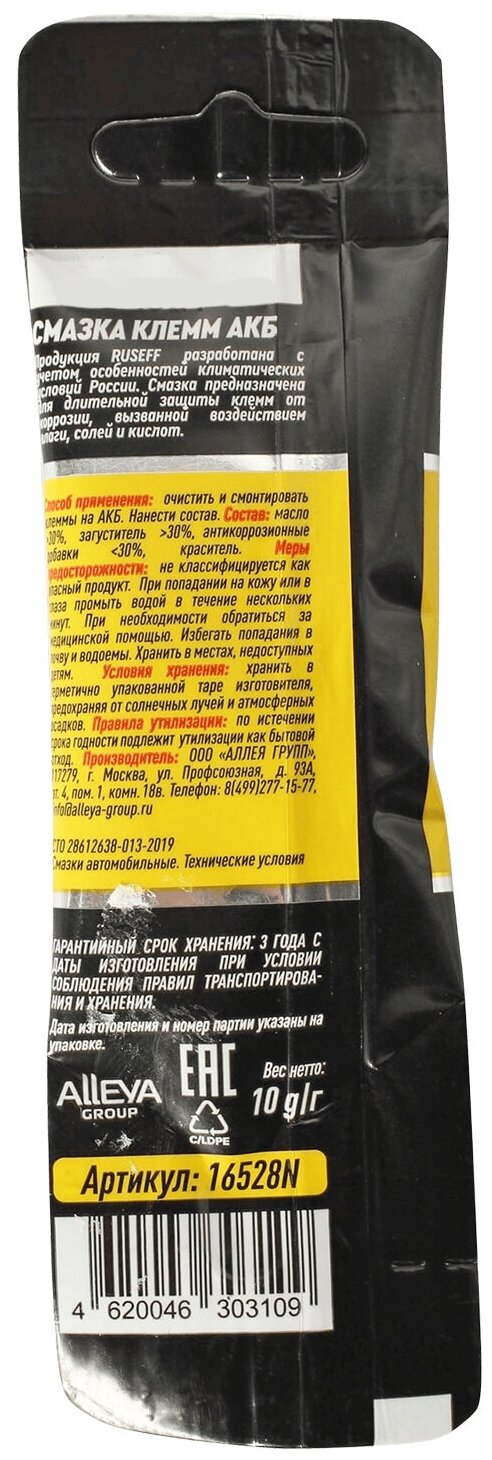 СМАЗКА КЛЕММ АКБ
Продукция RUSEFF разработана с
учетом особенностей климатических
условий России. Смазка предназначена
для длительной защиты клемм от
коррозии, вызванной воздействием
влаги, солей и кислот.
Способ применения: очистить и смонтировать
клеммы на АКБ. Нанести состав. Состав: масло
>30%, загуститель >30%, антикоррозионные
добавки <30%, краситель. Меры
предосторожности: не классифицируется как
опасный продукт. При попадании на кожу или в
глаза промыть водой в течение нескольких
минут. При необходимости обратиться за
медицинской помощью. Избегать попадания в
почву и водоемы. Хранить в местах, недоступных
детям. Условия хранения: хранить в
герметично упакованной таре изготовителя,
предохраняя от солнечных лучей и атмосферных
осадков. Правила утилизации: по истечении
срока годности подлежит утилизации как бытовой
отход. Производитель: ООО «АЛЛЕЯ ГРУПП»,
117279, г. Москва, ул. Профсоюзная, д. 93А,
эт. 4, пом. 1, комн. 18в. Телефон: 8(499)277-15-77,
info@alleya-group.ru
СТО 28612638-013-2019
Смазки автомобильные. Технические условия
ГАРАНТИЙНЫЙ СРОК ХРАНЕНИЯ: 3 ГОДА С
ДАТЫ ИЗГОТОВЛЕНИЯ ПРИ УСЛОВИИ
СОБЛЮДЕНИЯ ПРАВИЛ ТРАНСПОРТИРОВА-
НИЯ И ХРАНЕНИЯ.
Дата изготовления и номер партии указаны на
упаковке.
ALLEYA
GROUP
EAC
C/LDPE
Вес нетто:
10 g/г
Артикул: 16528N
4 620046 303109